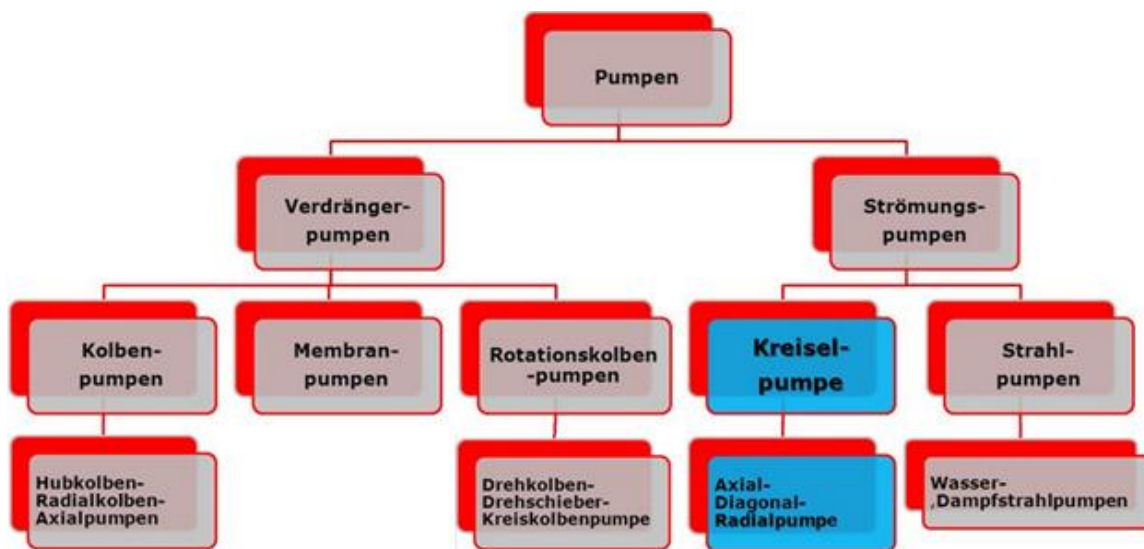 Pumpen
Verdränger-
pumpen
Strömungs-
pumpen
Kolben-
pumpen
Membran-
pumpen
Rotationskolben
-pumpen
Kreisel-
pumpe
Strahl-
pumpen
Hubkolben-
Radialkolben-
Axialpumpen
Drehkolben-
Drehschieber-
Kreiskolbenpumpe
Axial-
Diagonal-
Radialpumpe
Wasser-
,Dampfstrahlpumpen